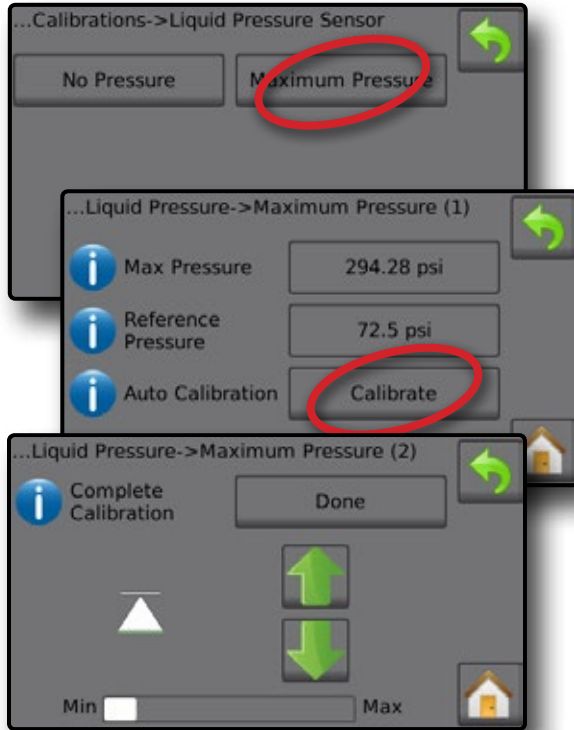 ...Calibrations->Liquid Pressure Sensor
No Pressure
Maximum Pressure
...Liquid Pressure->Maximum Pressure (1)
Max Pressure
294.28 psi
Reference
Pressure
72.5 psi
Auto Calibration
Calibrate
...Liquid Pressure->Maximum Pressure (2)
Complete
Calibration
Done
Min
Max